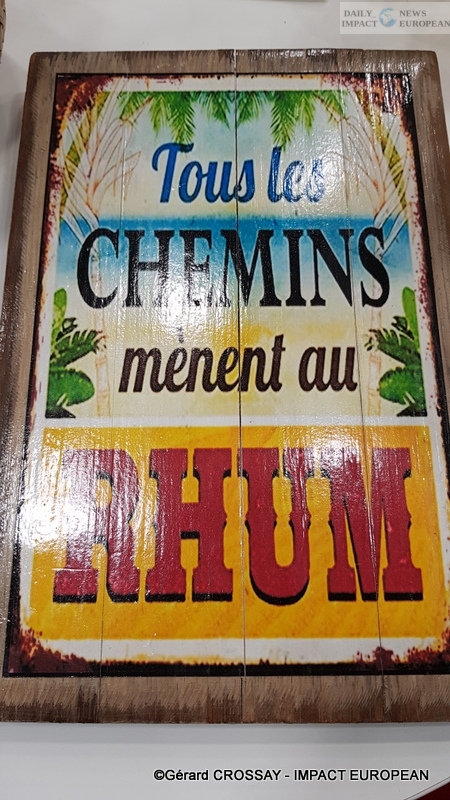 DAILY NEWS
IMPACT EUROPEAN
Tous les
CHEMINS
mènent au
RHUM
©Gérard CROSSAY - IMPACT EUROPEAN